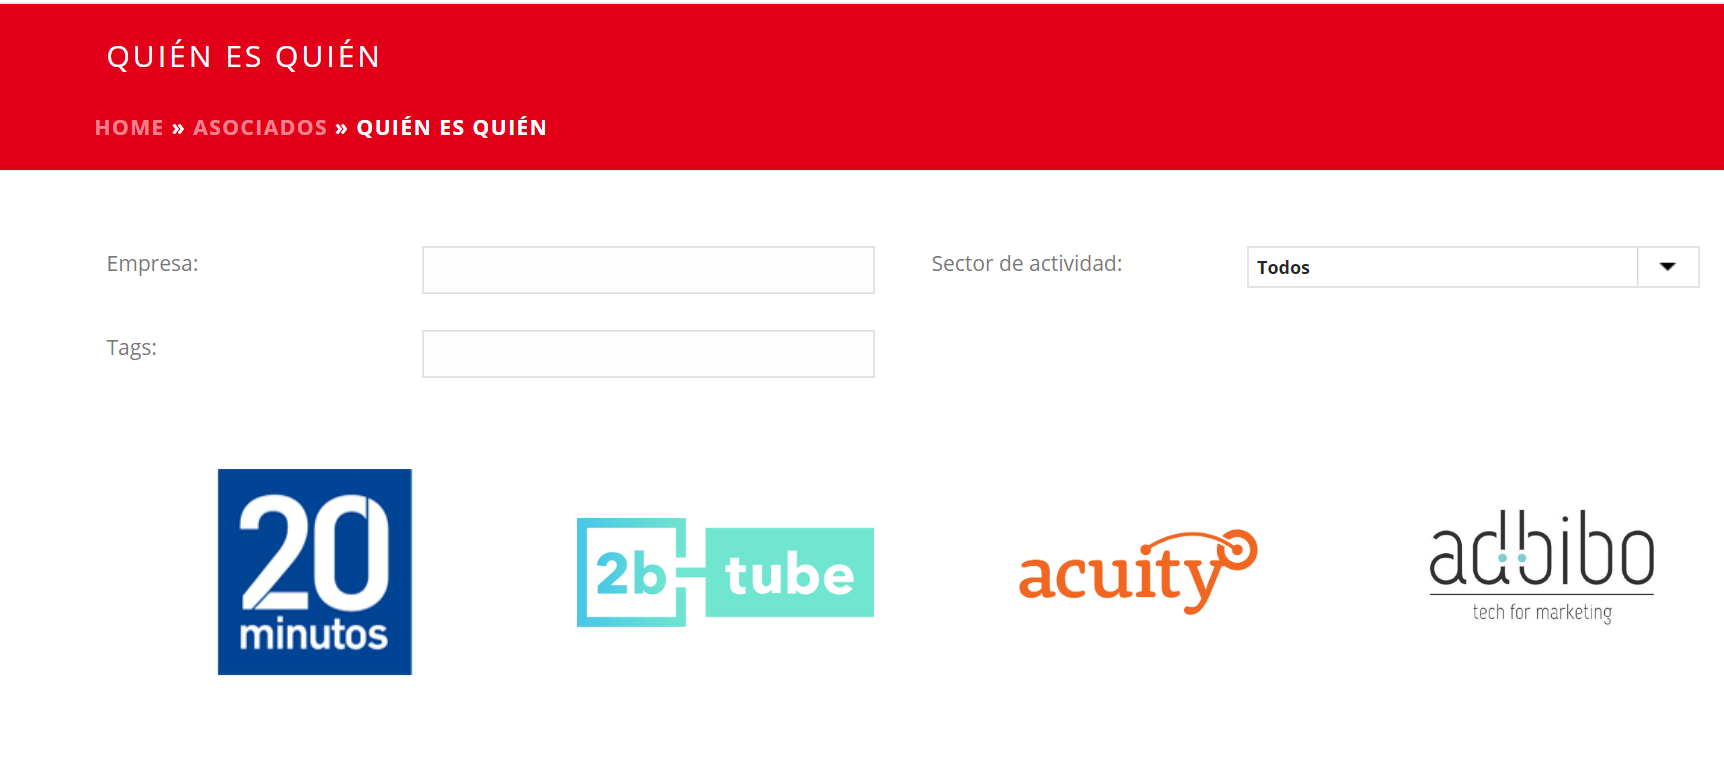 QUIÉN ES QUIÉN
HOME » ASOCIADOS » QUIÉN ES QUIÉN
Empresa:
Sector de actividad:
Todos
Tags:
20
minutos
2b tube
acuity
adbibo
tech for marketing